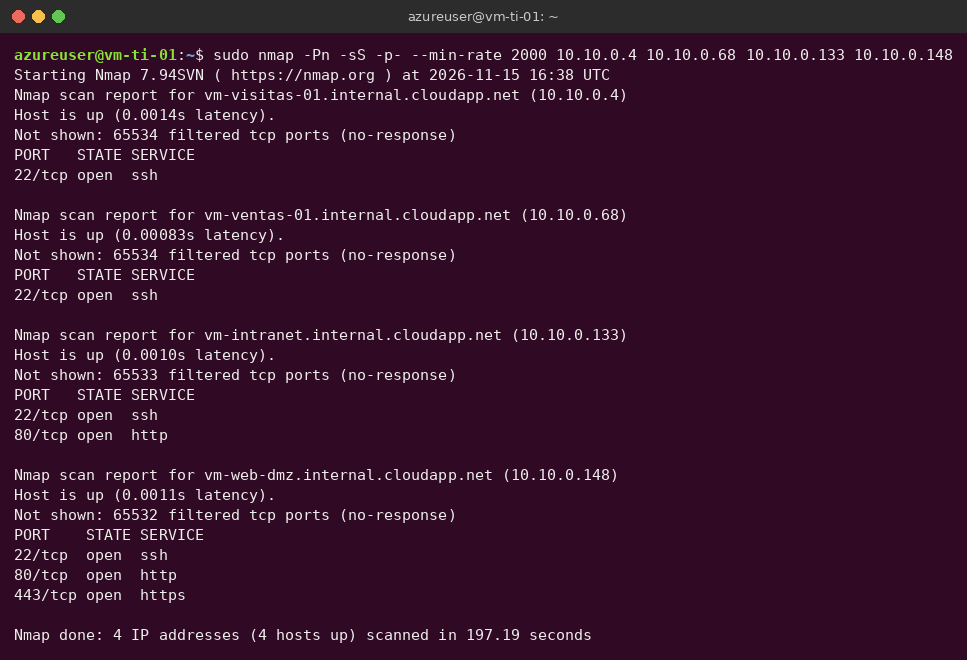 azureuser@vm-ti-01: ~
azureuser@vm-ti-01:~$ sudo nmap -Pn -sS -p- --min-rate 2000 10.10.0.4 10.10.0.68 10.10.0.133 10.10.0.148
Starting Nmap 7.94SVN ( https://nmap.org ) at 2026-11-15 16:38 UTC
Nmap scan report for vm-visitas-01.internal.cloudapp.net (10.10.0.4)
Host is up (0.0014s latency).
Not shown: 65534 filtered tcp ports (no-response)
PORT   STATE SERVICE
22/tcp open  ssh

Nmap scan report for vm-ventas-01.internal.cloudapp.net (10.10.0.68)
Host is up (0.00083s latency).
Not shown: 65534 filtered tcp ports (no-response)
PORT   STATE SERVICE
22/tcp open  ssh

Nmap scan report for vm-intranet.internal.cloudapp.net (10.10.0.133)
Host is up (0.0010s latency).
Not shown: 65533 filtered tcp ports (no-response)
PORT   STATE SERVICE
22/tcp open  ssh
80/tcp open  http

Nmap scan report for vm-web-dmz.internal.cloudapp.net (10.10.0.148)
Host is up (0.0011s latency).
Not shown: 65532 filtered tcp ports (no-response)
PORT    STATE SERVICE
22/tcp  open  ssh
80/tcp  open  http
443/tcp open  https

Nmap done: 4 IP addresses (4 hosts up) scanned in 197.19 seconds